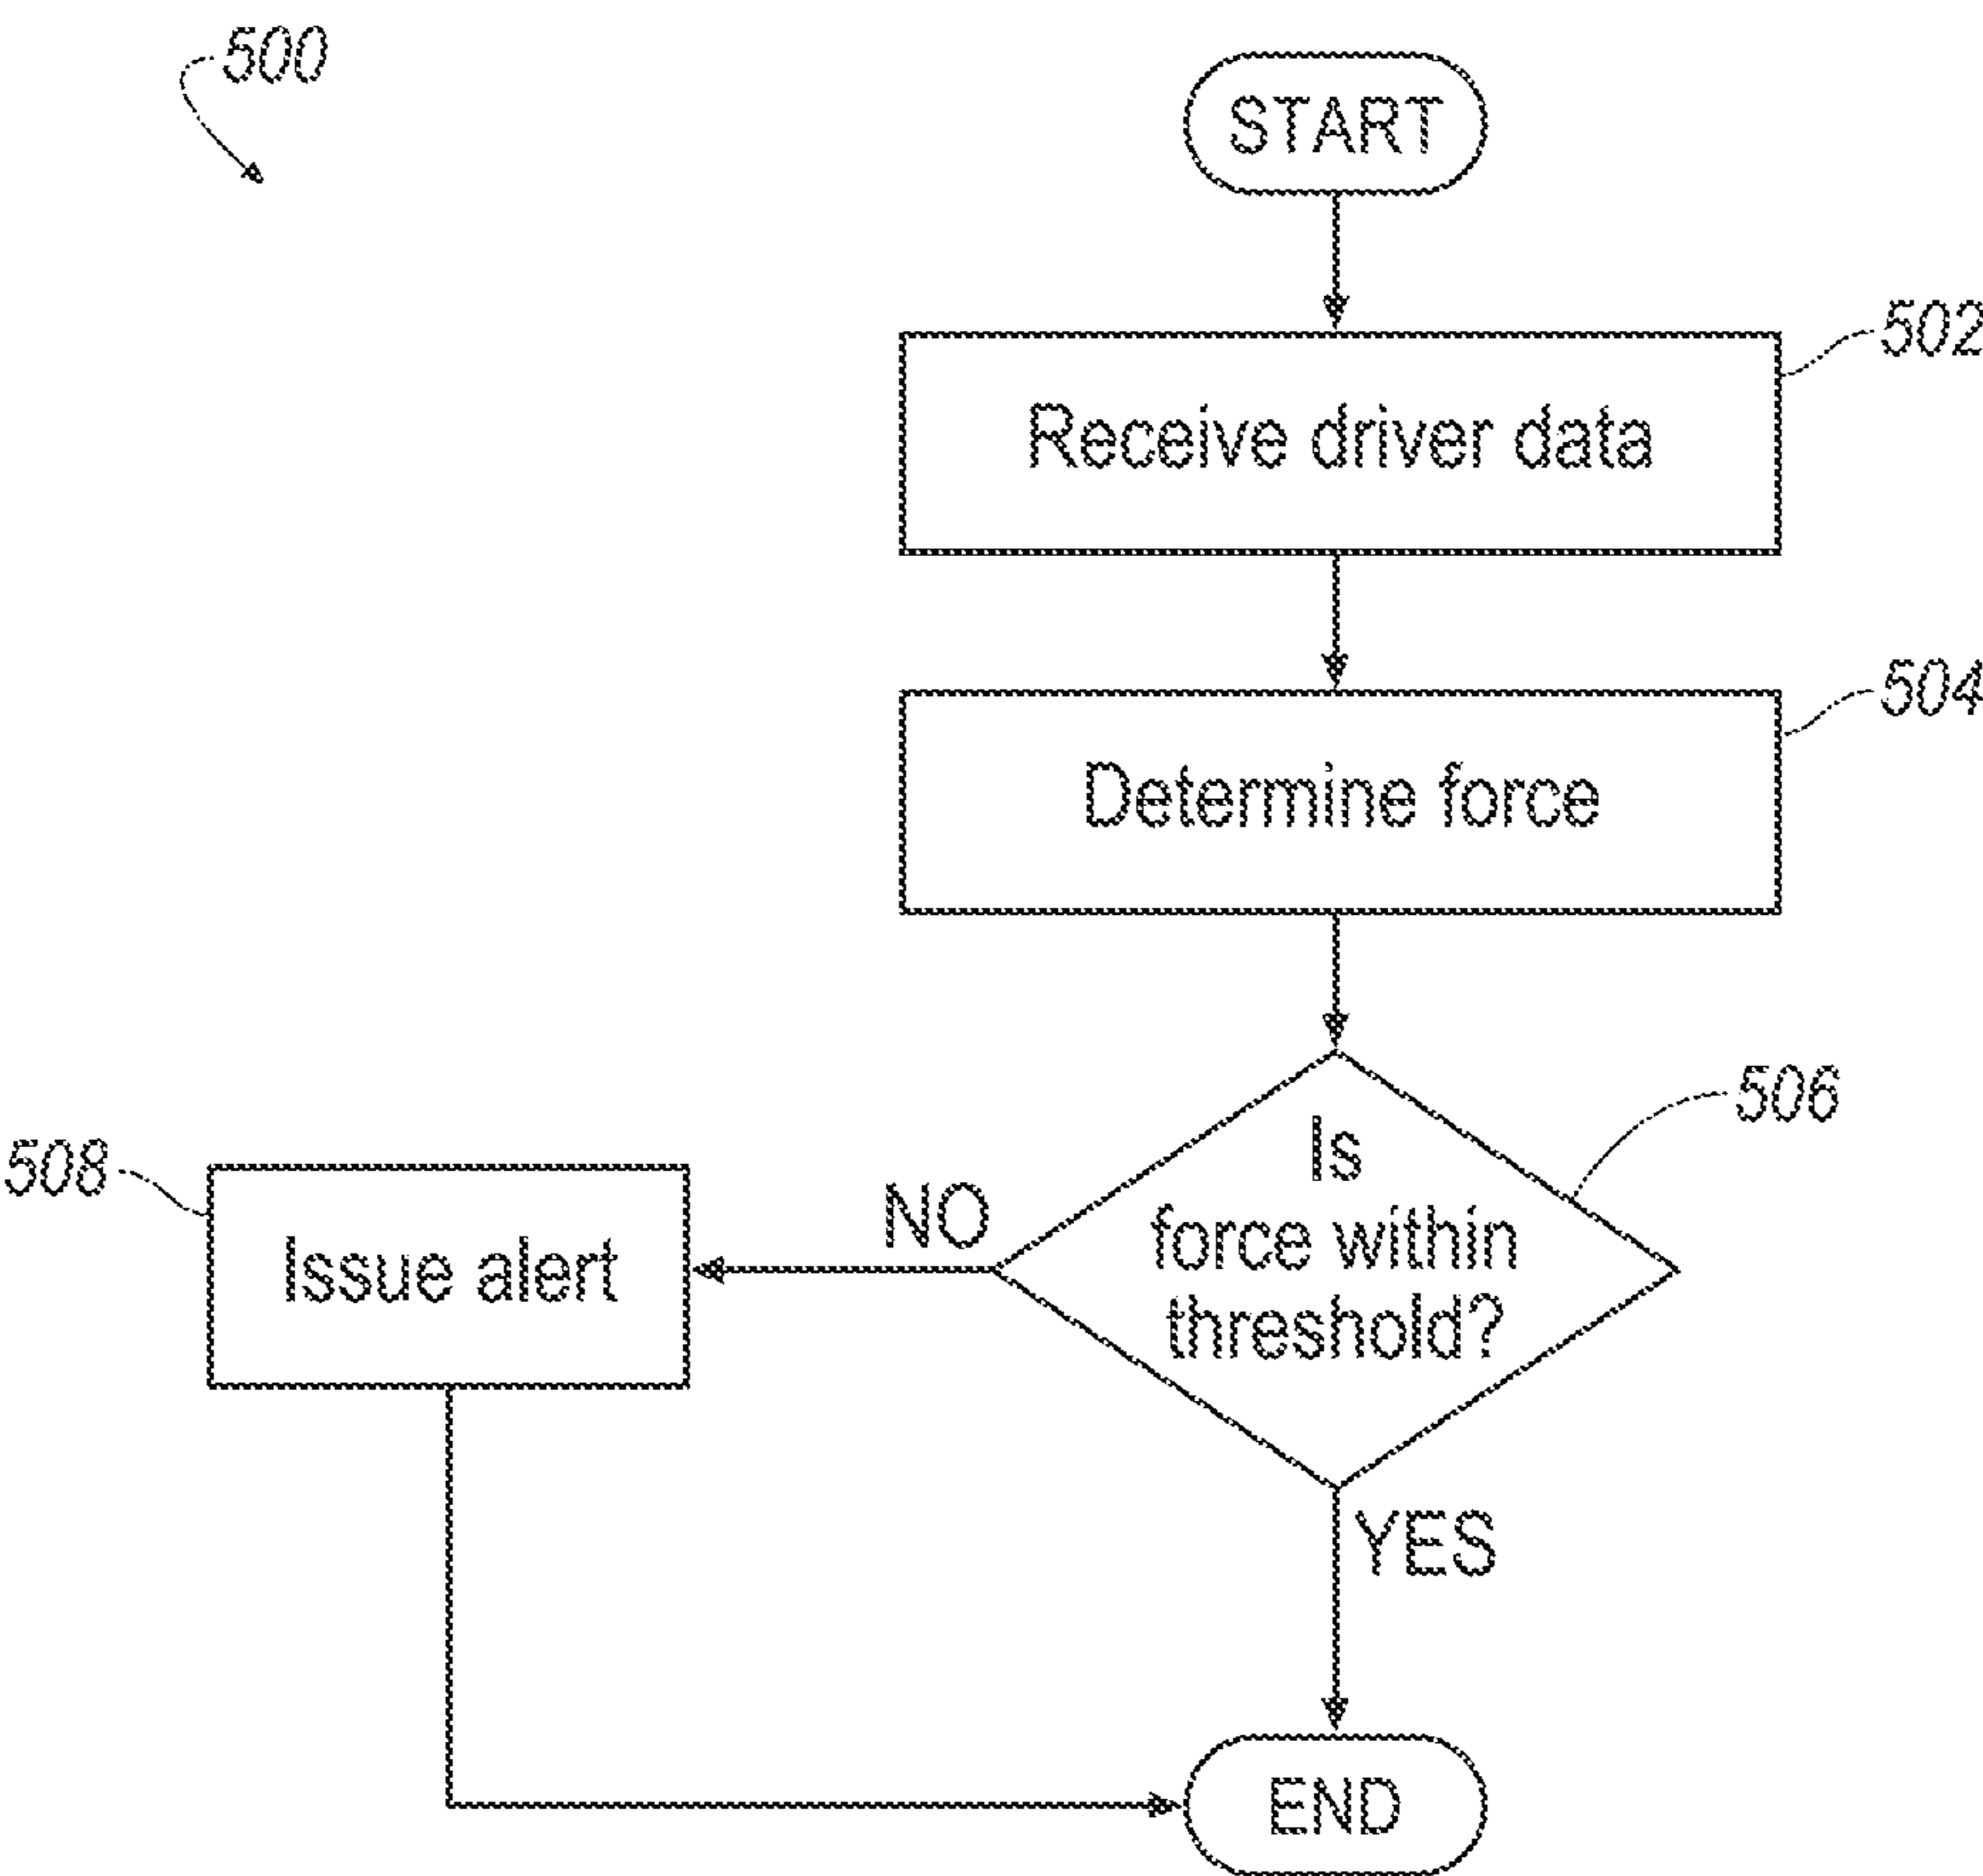 500
START
502
Receive driver data
504
Determine force
506
Is
force within
threshold?
NO
508
Issue alert
YES
END